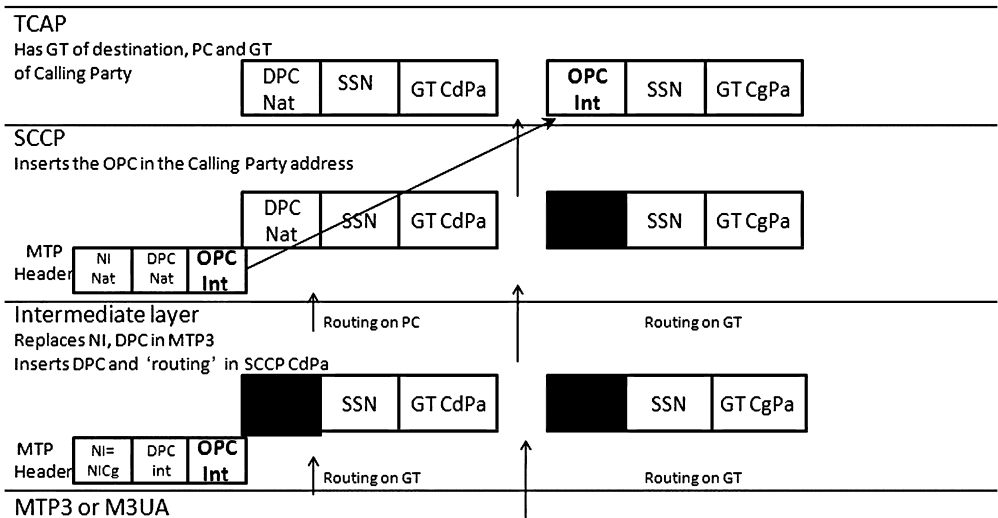 TCAP
Has GT of destination, PC and GT
of Calling Party
DPC
Nat
SSN
GT CdPa
OPC
Int
SSN
GT CgPa
SCCP
Inserts the OPC in the Calling Party address
DPC
Nat
SSN
GT CdPa
SSN
GT CgPa
MTP
Header
NI
Nat
DPC
Nat
OPC
Int
Intermediate layer
Replaces NI, DPC in MTP3
Inserts DPC and ‘routing’ in SCCP CdPa
Routing on PC
Routing on GT
SSN
GT CdPa
SSN
GT CgPa
MTP
Header
NI=
NICg
DPC
int
OPC
Int
Routing on GT
Routing on GT
MTP3 or M3UA